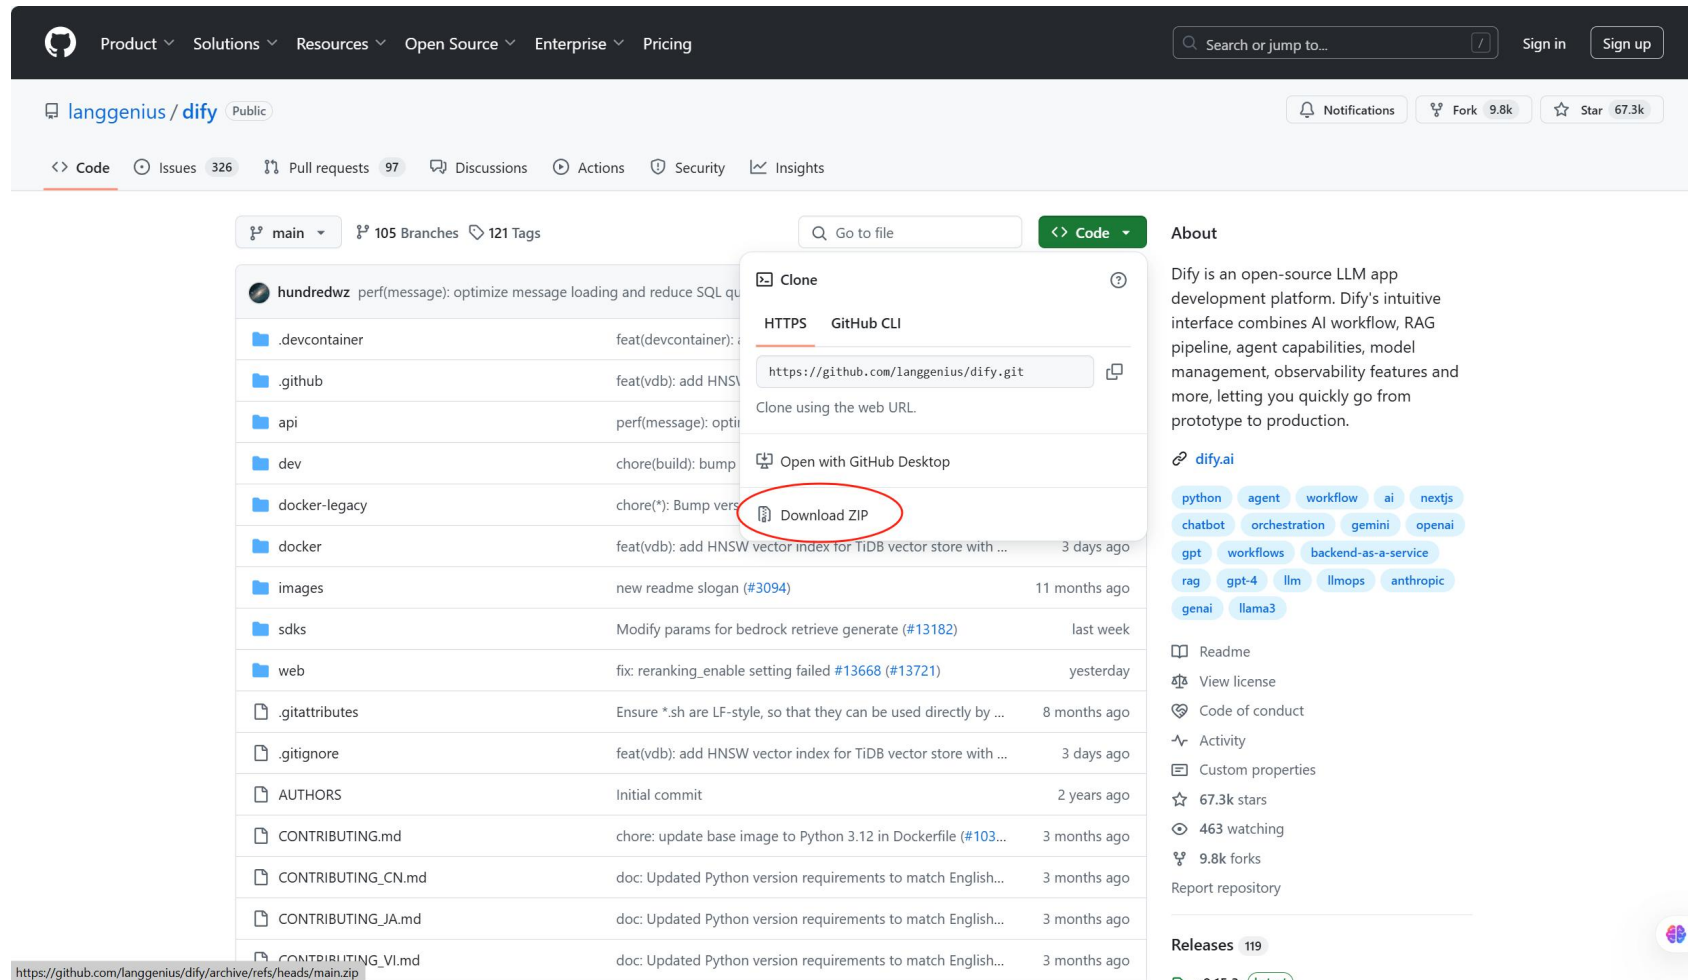 Product Solutions Resources Open Source Enterprise Pricing Search or jump to... / Sign in Sign up
langgenius / dify Public Notifications Fork 9.8k Star 67.3k
Code Issues 326 Pull requests 97 Discussions Actions Security Insights
main 105 Branches 121 Tags Go to file Code
hundredwz perf(message): optimize message loading and reduce SQL qu
Clone
HTTPS GitHub CLI
https://github.com/langgenius/dify.git
Clone using the web URL.
Open with GitHub Desktop
Download ZIP
.devcontainer feat(devcontainer):
.github feat(vdb): add HNSW
api perf(message): opti
dev chore(build): bump
docker-legacy chore(*): Bump vers
docker feat(vdb): add HNSW vector index for TiDB vector store with ... 3 days ago
images new readme slogan (#3094) 11 months ago
sdks Modify params for bedrock retrieve generate (#13182) last week
web fix: reranking_enable setting failed #13668 (#13721) yesterday
.gitattributes Ensure *.sh are LF-style, so that they can be used directly by ... 8 months ago
.gitignore feat(vdb): add HNSW vector index for TiDB vector store with ... 3 days ago
AUTHORS Initial commit 2 years ago
CONTRIBUTING.md chore: update base image to Python 3.12 in Dockerfile (#103... 3 months ago
CONTRIBUTING_CN.md doc: Updated Python version requirements to match English... 3 months ago
CONTRIBUTING_JA.md doc: Updated Python version requirements to match English... 3 months ago
CONTRIBUTING_VI.md doc: Updated Python version requirements to match English... 3 months ago
About
Dify is an open-source LLM app
development platform. Dify's intuitive
interface combines AI workflow, RAG
pipeline, agent capabilities, model
management, observability features and
more, letting you quickly go from
prototype to production.
dify.ai
python agent workflow ai nextjs
chatbot orchestration gemini openai
gpt workflows backend-as-a-service
rag gpt-4 llm llmops anthropic
genai llama3
Readme
View license
Code of conduct
Activity
Custom properties
67.3k stars
463 watching
9.8k forks
Report repository
Releases 119
https://github.com/langgenius/dify/archive/refs/heads/main.zip